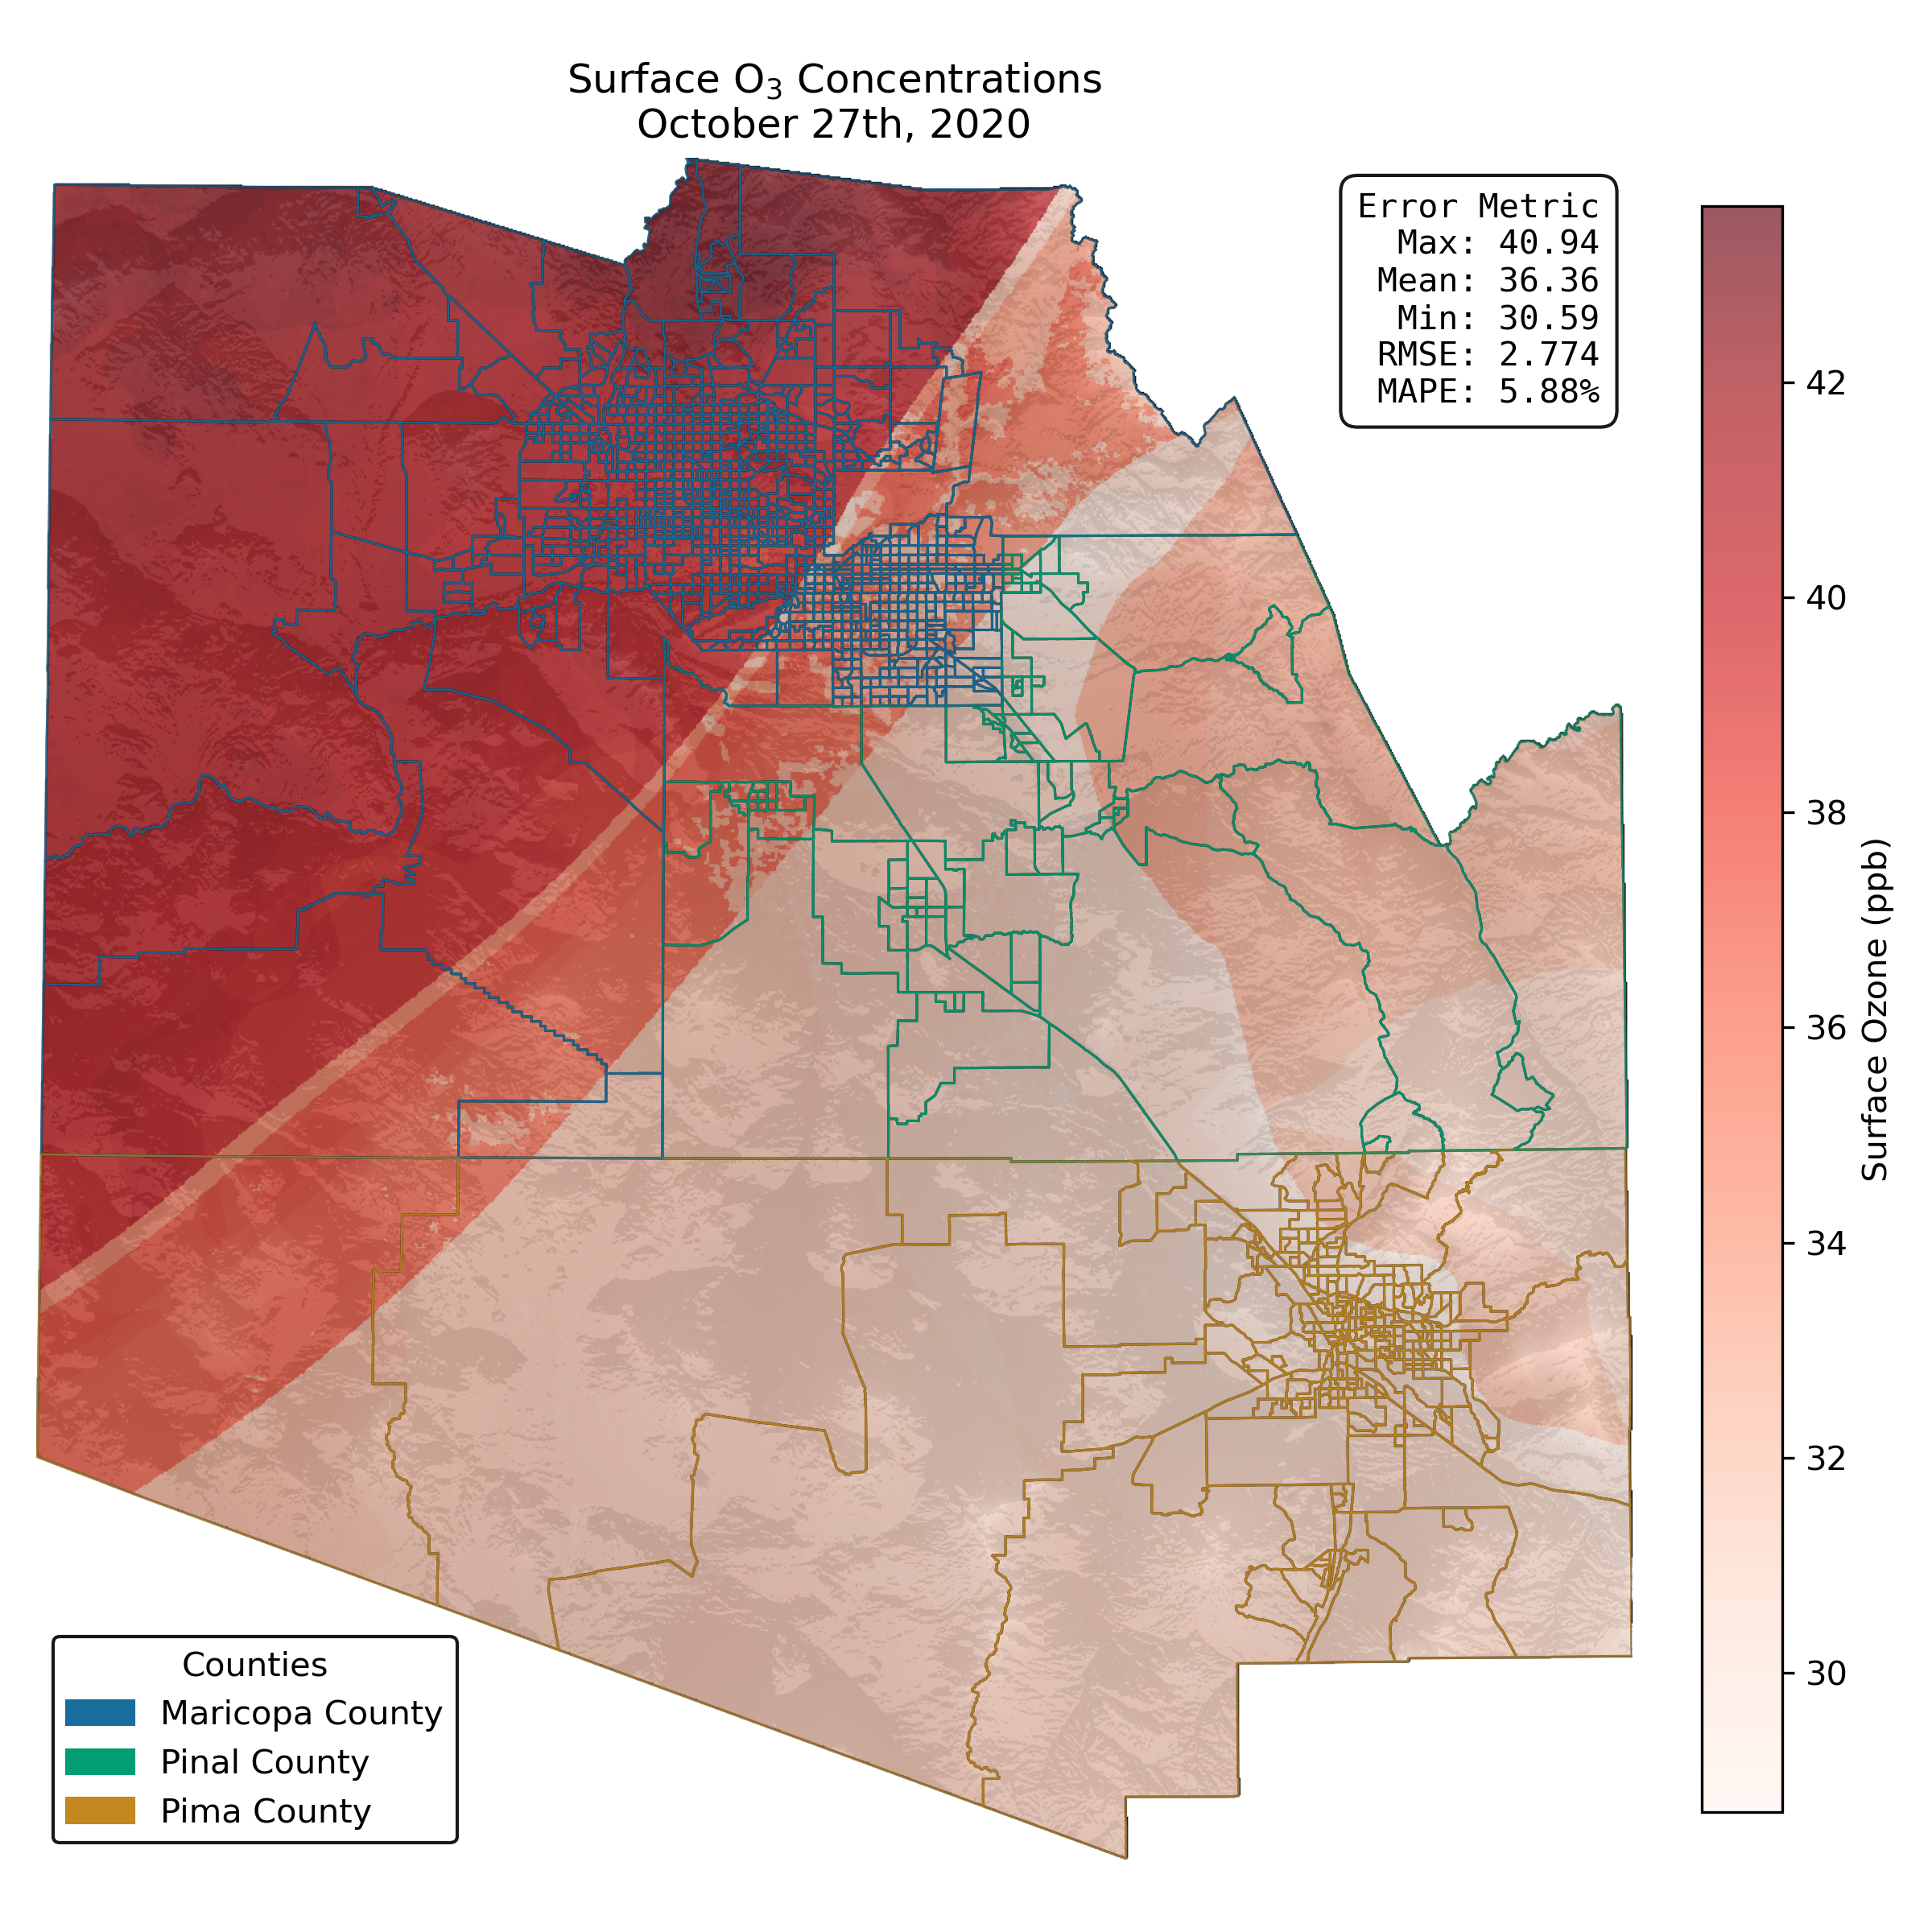 Surface O₃ Concentrations
October 27th, 2020
Error Metric
Max: 40.94
Mean: 36.36
Min: 30.59
RMSE: 2.774
MAPE: 5.88%
42
40
38
36
34
32
30
Surface Ozone (ppb)
Counties
Maricopa County
Pinal County
Pima County